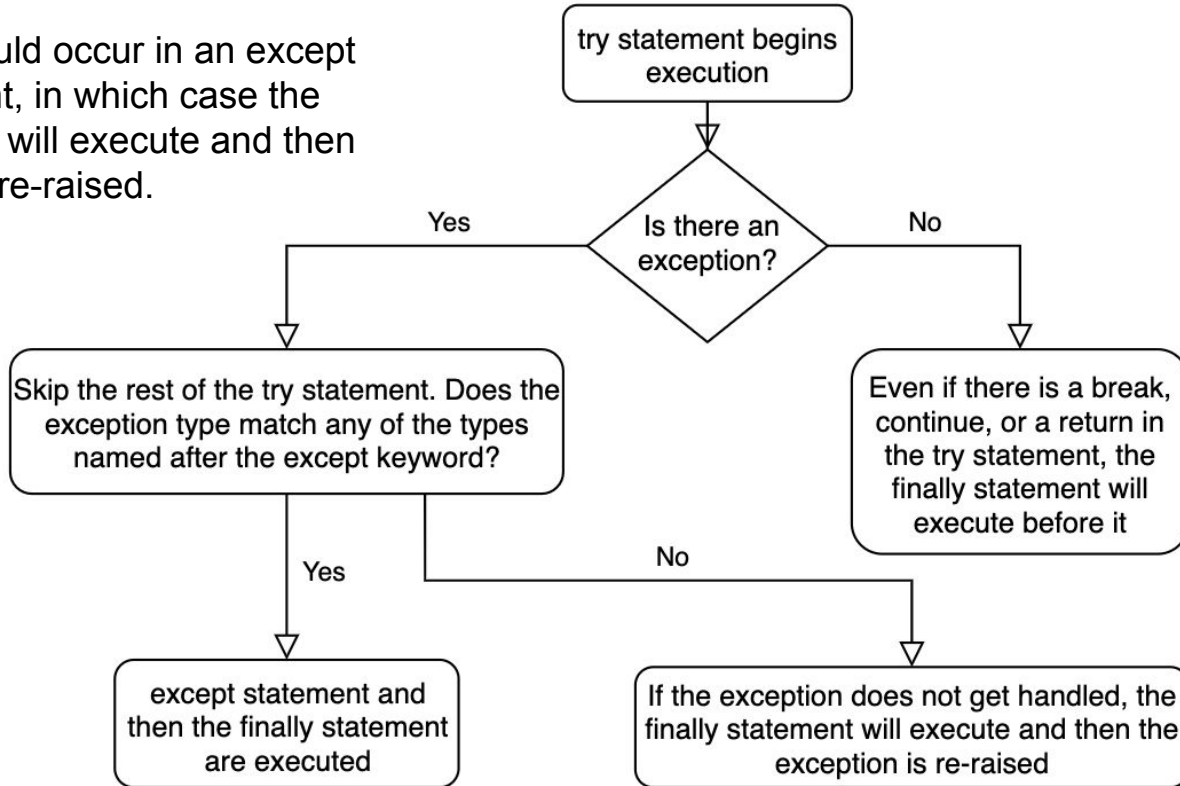 uld occur in an except
t, in which case the
will execute and then
re-raised.
try statement begins
execution
Is there an
exception?
Yes
No
Skip the rest of the try statement. Does the
exception type match any of the types
named after the except keyword?
Even if there is a break,
continue, or a return in
the try statement, the
finally statement will
execute before it
Yes
No
except statement and
then the finally statement
are executed
If the exception does not get handled, the
finally statement will execute and then the
exception is re-raised